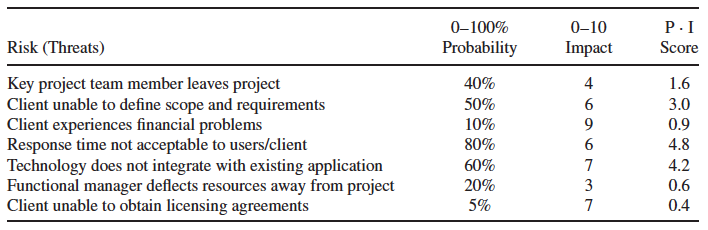 0–100% 0–10 P · I
Risk (Threats) Probability Impact Score
Key project team member leaves project 40% 4 1.6
Client unable to define scope and requirements 50% 6 3.0
Client experiences financial problems 10% 9 0.9
Response time not acceptable to users/client 80% 6 4.8
Technology does not integrate with existing application 60% 7 4.2
Functional manager deflects resources away from project 20% 3 0.6
Client unable to obtain licensing agreements 5% 7 0.4